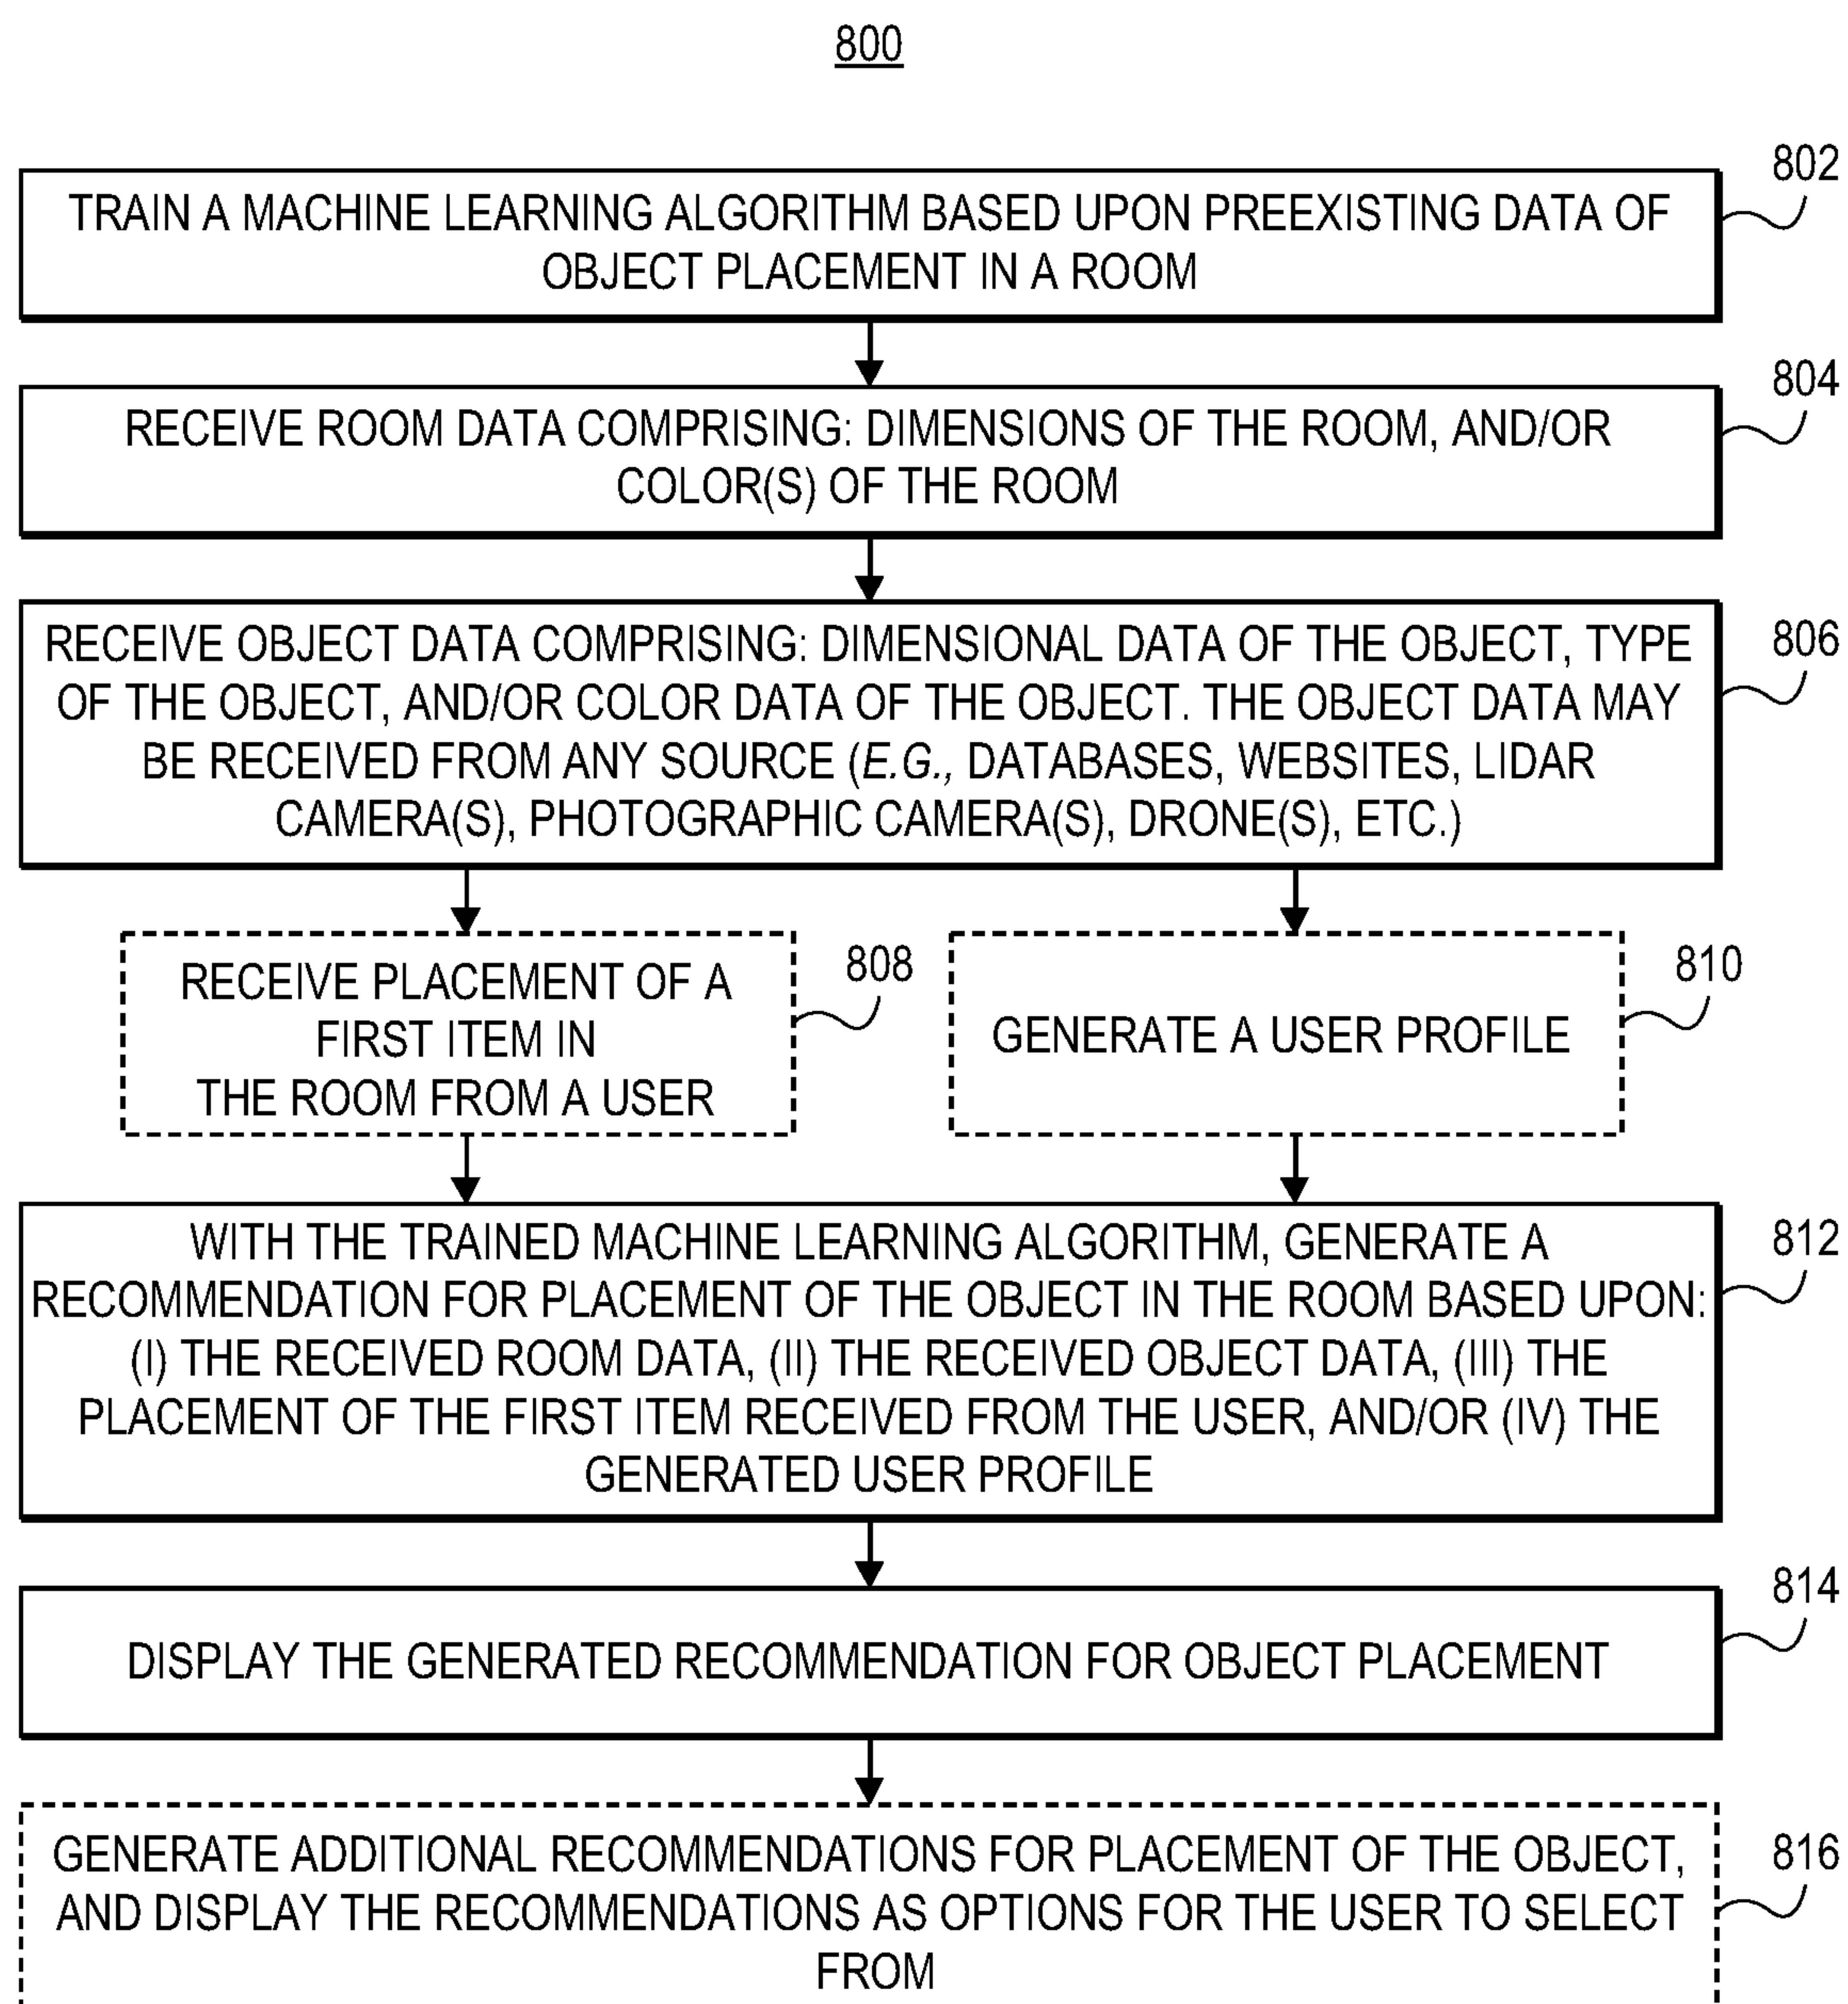 800
802
TRAIN A MACHINE LEARNING ALGORITHM BASED UPON PREEXISTING DATA OF
OBJECT PLACEMENT IN A ROOM
804
RECEIVE ROOM DATA COMPRISING: DIMENSIONS OF THE ROOM, AND/OR
COLOR(S) OF THE ROOM
806
RECEIVE OBJECT DATA COMPRISING: DIMENSIONAL DATA OF THE OBJECT, TYPE
OF THE OBJECT, AND/OR COLOR DATA OF THE OBJECT. THE OBJECT DATA MAY
BE RECEIVED FROM ANY SOURCE (E.G., DATABASES, WEBSITES, LIDAR
CAMERA(S), PHOTOGRAPHIC CAMERA(S), DRONE(S), ETC.)
808
RECEIVE PLACEMENT OF A
FIRST ITEM IN
THE ROOM FROM A USER
810
GENERATE A USER PROFILE
812
WITH THE TRAINED MACHINE LEARNING ALGORITHM, GENERATE A
RECOMMENDATION FOR PLACEMENT OF THE OBJECT IN THE ROOM BASED UPON:
(I) THE RECEIVED ROOM DATA, (II) THE RECEIVED OBJECT DATA, (III) THE
PLACEMENT OF THE FIRST ITEM RECEIVED FROM THE USER, AND/OR (IV) THE
GENERATED USER PROFILE
814
DISPLAY THE GENERATED RECOMMENDATION FOR OBJECT PLACEMENT
816
GENERATE ADDITIONAL RECOMMENDATIONS FOR PLACEMENT OF THE OBJECT,
AND DISPLAY THE RECOMMENDATIONS AS OPTIONS FOR THE USER TO SELECT
FROM